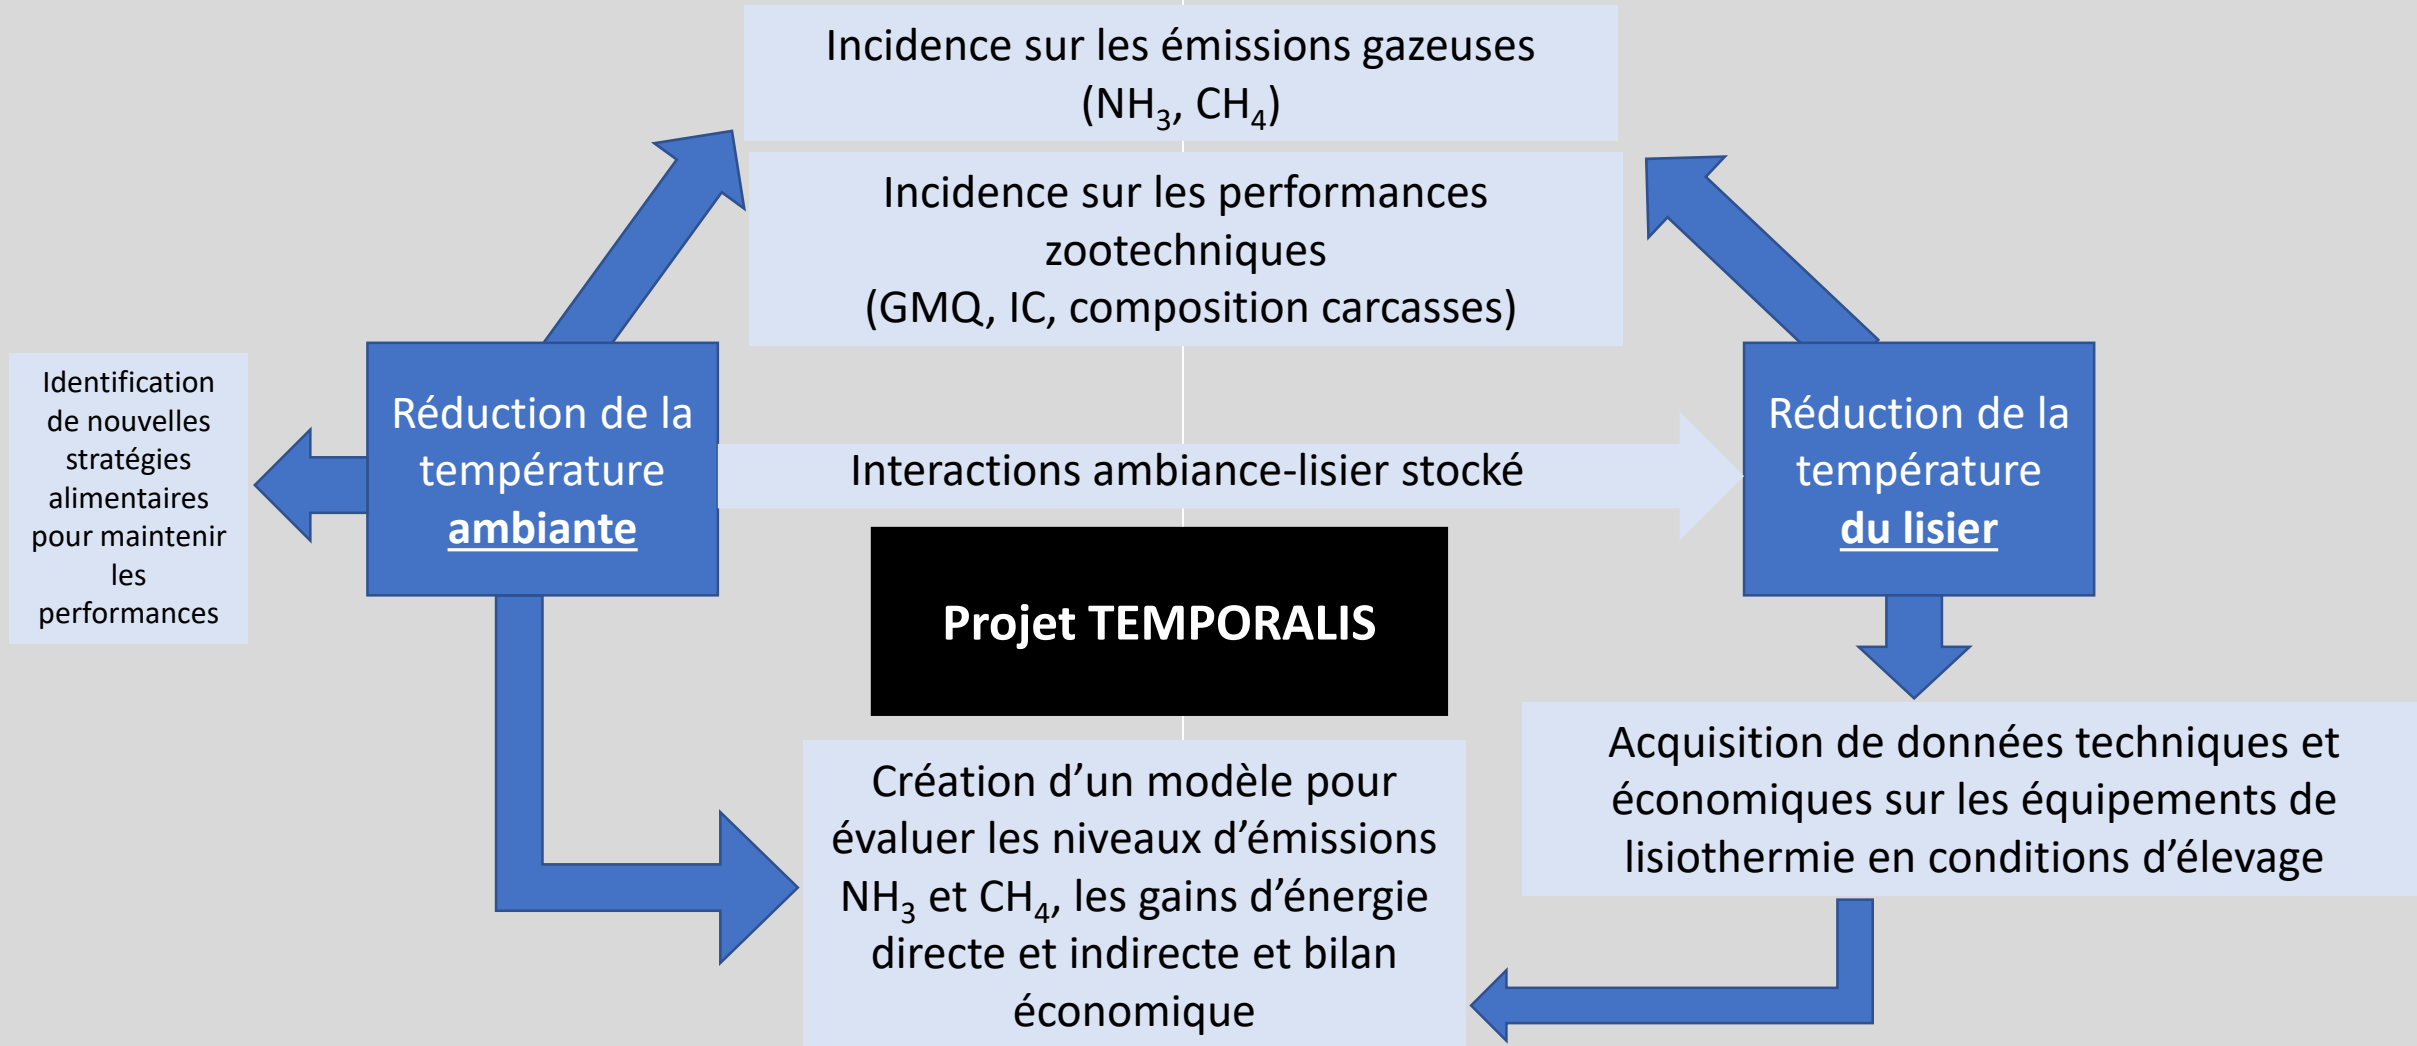 Incidence sur les émissions gazeuses
(NH₃, CH₄)
Incidence sur les performances
zootechniques
(GMQ, IC, composition carcasses)
Identification
de nouvelles
stratégies
alimentaires
pour maintenir
les
performances
Réduction de la
température
ambiante
Interactions ambiance-lisier stocké
Réduction de la
température
du lisier
Projet TEMPORALIS
Création d’un modèle pour
évaluer les niveaux d’émissions
NH₃ et CH₄, les gains d’énergie
directe et indirecte et bilan
économique
Acquisition de données techniques et
économiques sur les équipements de
lisiothermie en conditions d’élevage